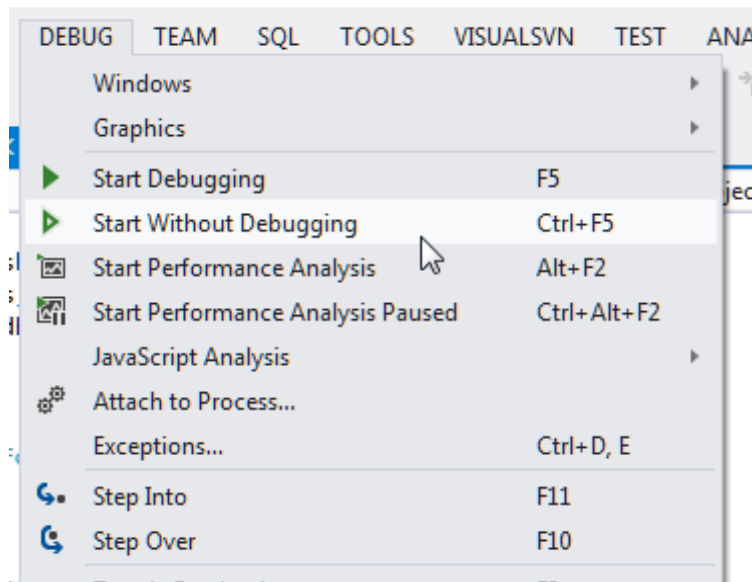 DEBUG TEAM SQL TOOLS VISUALSVN TEST ANA
Windows
Graphics
Start Debugging F5
Start Without Debugging Ctrl+F5
Start Performance Analysis Alt+F2
Start Performance Analysis Paused Ctrl+Alt+F2
JavaScript Analysis
Attach to Process...
Exceptions... Ctrl+D, E
Step Into F11
Step Over F10